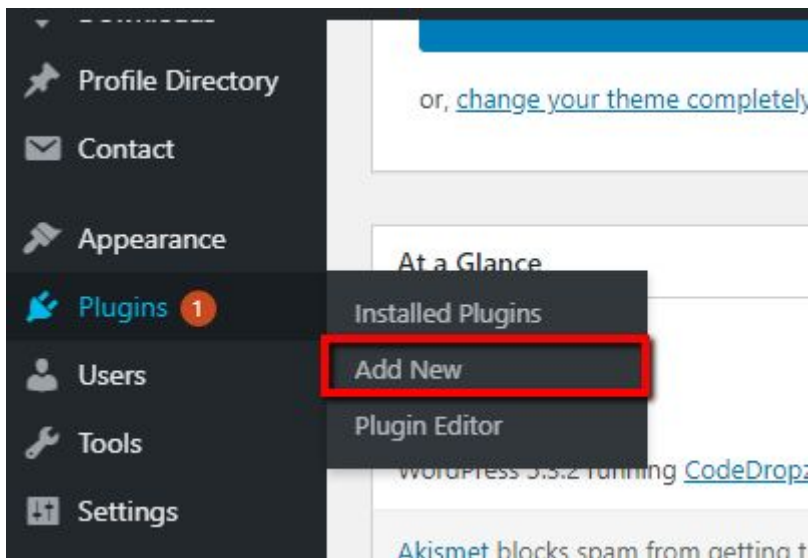 Profile Directory
Contact
Appearance
Plugins 1
Users
Tools
Settings
or, change your theme completely
At a Glance
Installed Plugins
Add New
Plugin Editor
WordPress 5.3.2 running CodeDropz
Akismet blocks spam from getting t